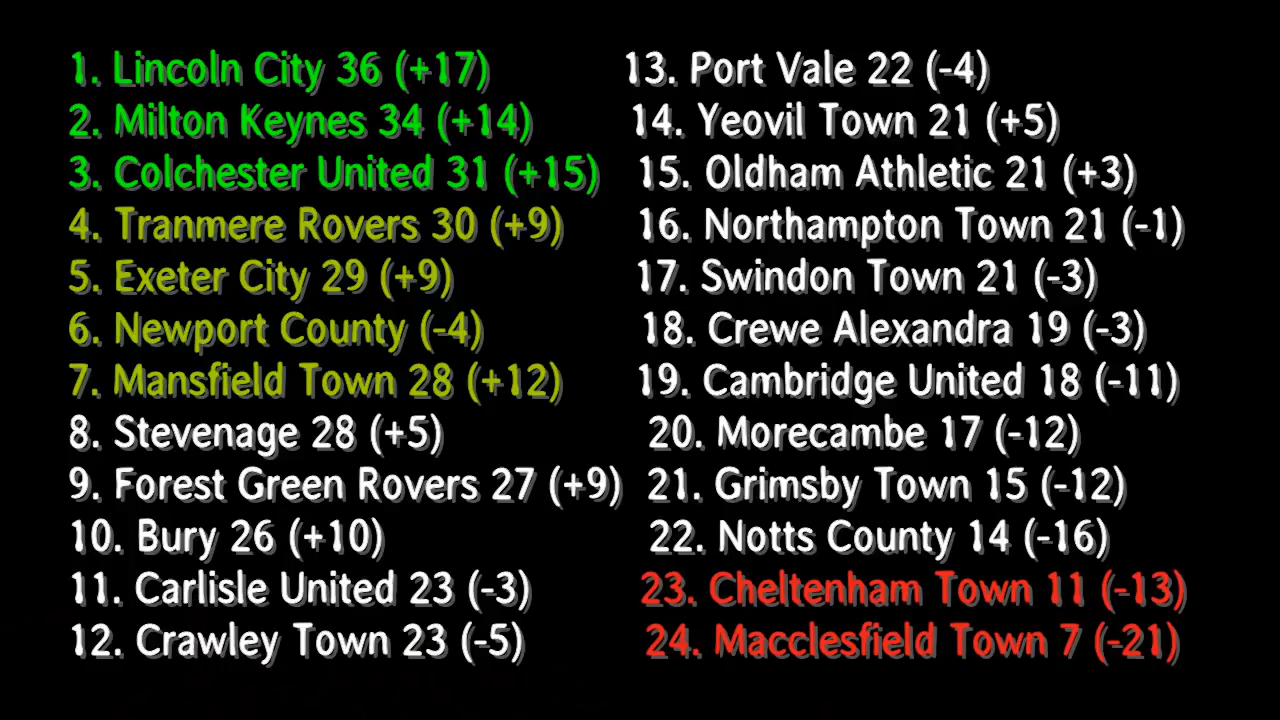 1. Lincoln City 36 (+17)
2. Milton Keynes 34 (+14)
3. Colchester United 31 (+15)
4. Tranmere Rovers 30 (+9)
5. Exeter City 29 (+9)
6. Newport County (-4)
7. Mansfield Town 28 (+12)
8. Stevenage 28 (+5)
9. Forest Green Rovers 27 (+9)
10. Bury 26 (+10)
11. Carlisle United 23 (-3)
12. Crawley Town 23 (-5)
13. Port Vale 22 (-4)
14. Yeovil Town 21 (+5)
15. Oldham Athletic 21 (+3)
16. Northampton Town 21 (-1)
17. Swindon Town 21 (-3)
18. Crewe Alexandra 19 (-3)
19. Cambridge United 18 (-11)
20. Morecambe 17 (-12)
21. Grimsby Town 15 (-12)
22. Notts County 14 (-16)
23. Cheltenham Town 11 (-13)
24. Macclesfield Town 7 (-21)